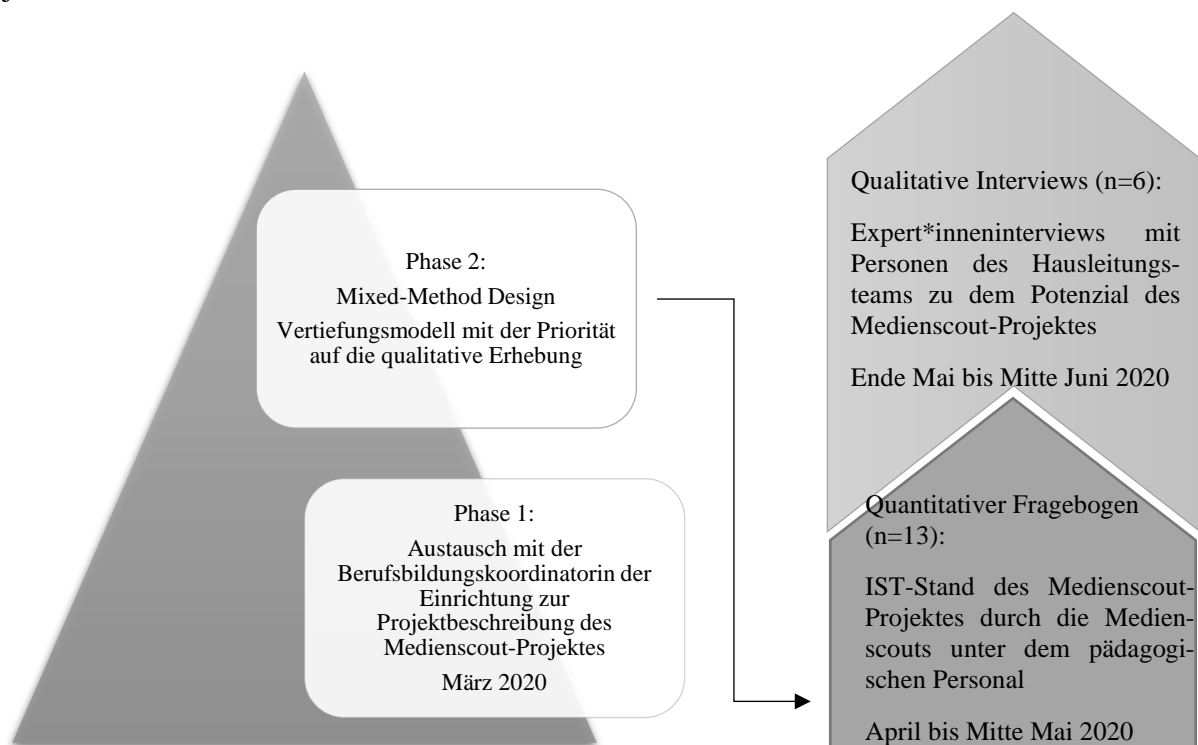 Phase 2:
Mixed-Method Design
Vertiefungsmodell mit der Priorität
auf die qualitative Erhebung
Phase 1:
Austausch mit der
Berufsbildungskoordinatorin der
Einrichtung zur
Projektbeschreibung des
Medienscout-Projektes
März 2020
Qualitative Interviews (n=6):
Expert*inneninterviews mit
Personen des Hausleitungs-
teams zu dem Potenzial des
Medienscout-Projektes
Ende Mai bis Mitte Juni 2020
Quantitativer Fragebogen
(n=13):
IST-Stand des Medienscout-
Projektes durch die Medien-
scouts unter dem pädagogi-
schen Personal
April bis Mitte Mai 2020